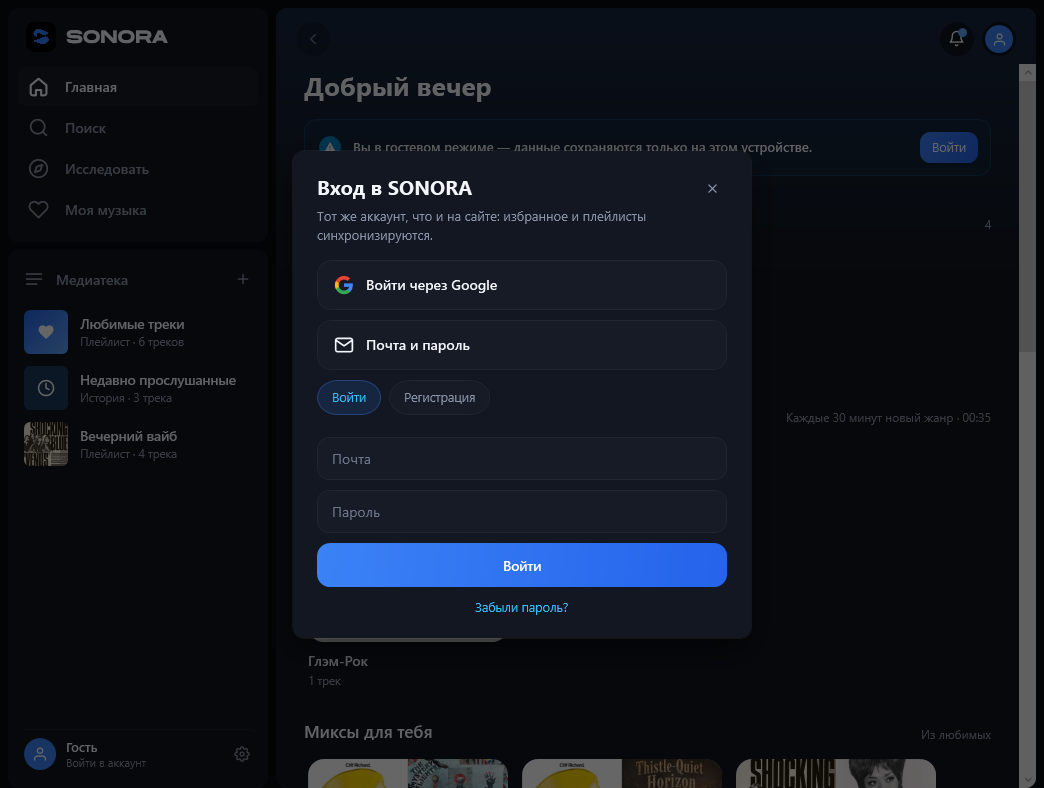 SONORA
Главная
Поиск
Исследовать
Моя музыка
Медиатека
Любимые треки
Плейлист · 6 треков
Недавно прослушанные
История · 3 трека
Вечерний вайб
Плейлист · 4 трека
Гость
Войти в аккаунт
Добрый вечер
Вы в гостевом режиме — данные сохраняются только на этом устройстве.
Войти
4
Вход в SONORA
Тот же аккаунт, что и на сайте: избранное и плейлисты
синхронизируются.
Войти через Google
Почта и пароль
Войти
Регистрация
Почта
Пароль
Войти
Забыли пароль?
Каждые 30 минут новый жанр · 00:35
Глэм-Рок
1 трек
Миксы для тебя
Из любимых
Thistle-Quiet
Horizon
SHOCKING